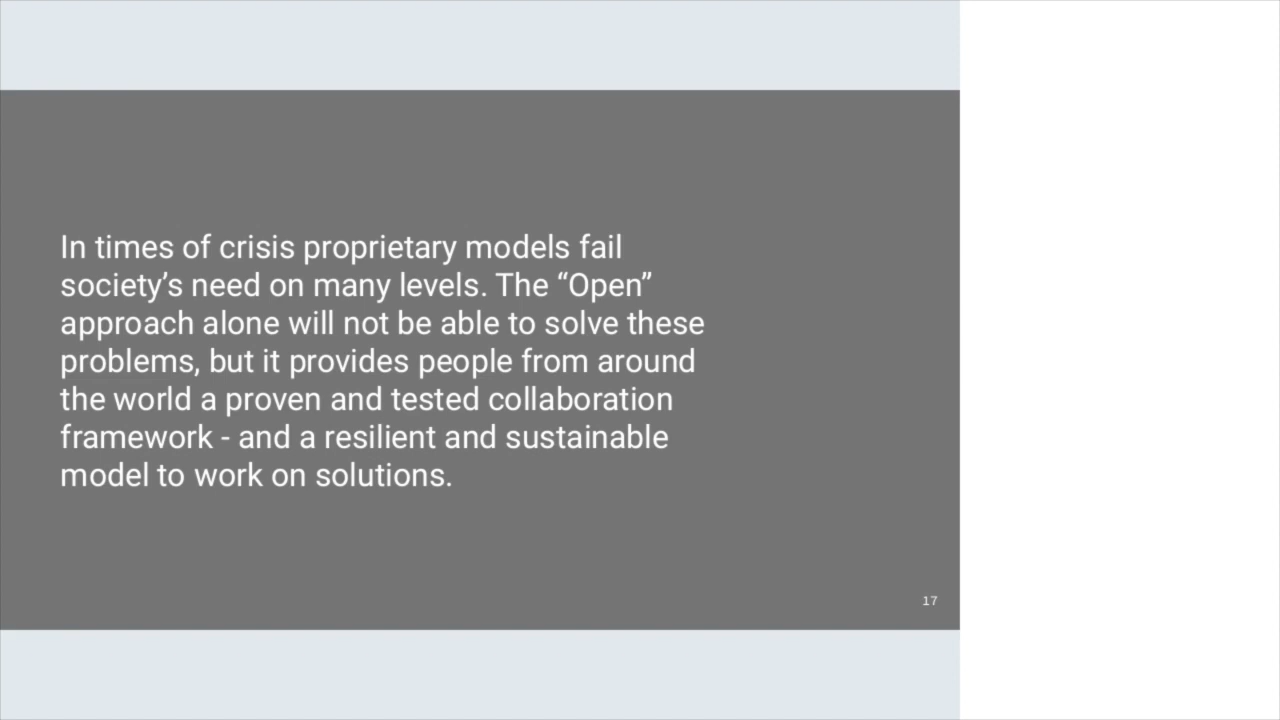 In times of crisis proprietary models fail
society’s need on many levels. The “Open”
approach alone will not be able to solve these
problems, but it provides people from around
the world a proven and tested collaboration
framework - and a resilient and sustainable
model to work on solutions.
17